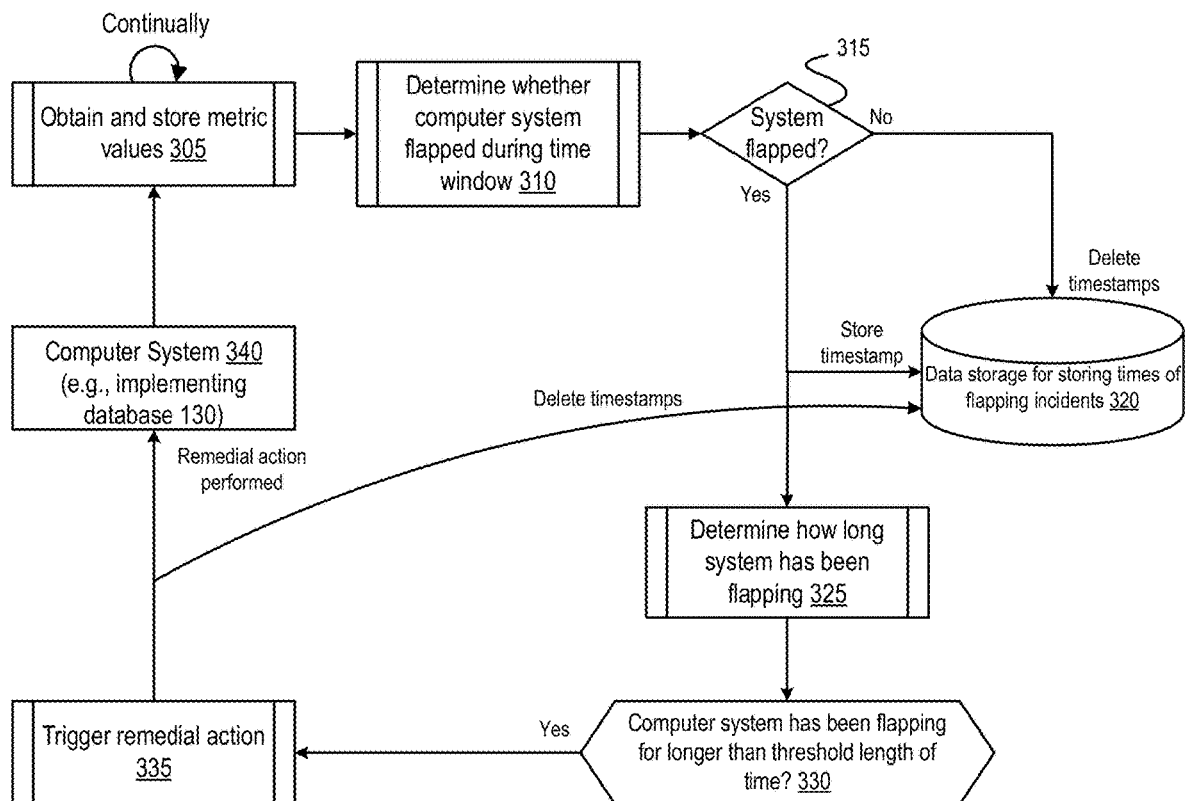 Continually
Obtain and store metric
values 305
Determine whether
computer system
flapped during time
window 310
315
System
flapped?
No
Yes
Delete
timestamps
Computer System 340
(e.g., implementing
database 130)
Store
timestamp
Data storage for storing times of
flapping incidents 320
Delete timestamps
Remedial action
performed
Determine how long
system has been
flapping 325
Trigger remedial action
335
Yes
Computer system has been flapping
for longer than threshold length of
time? 330